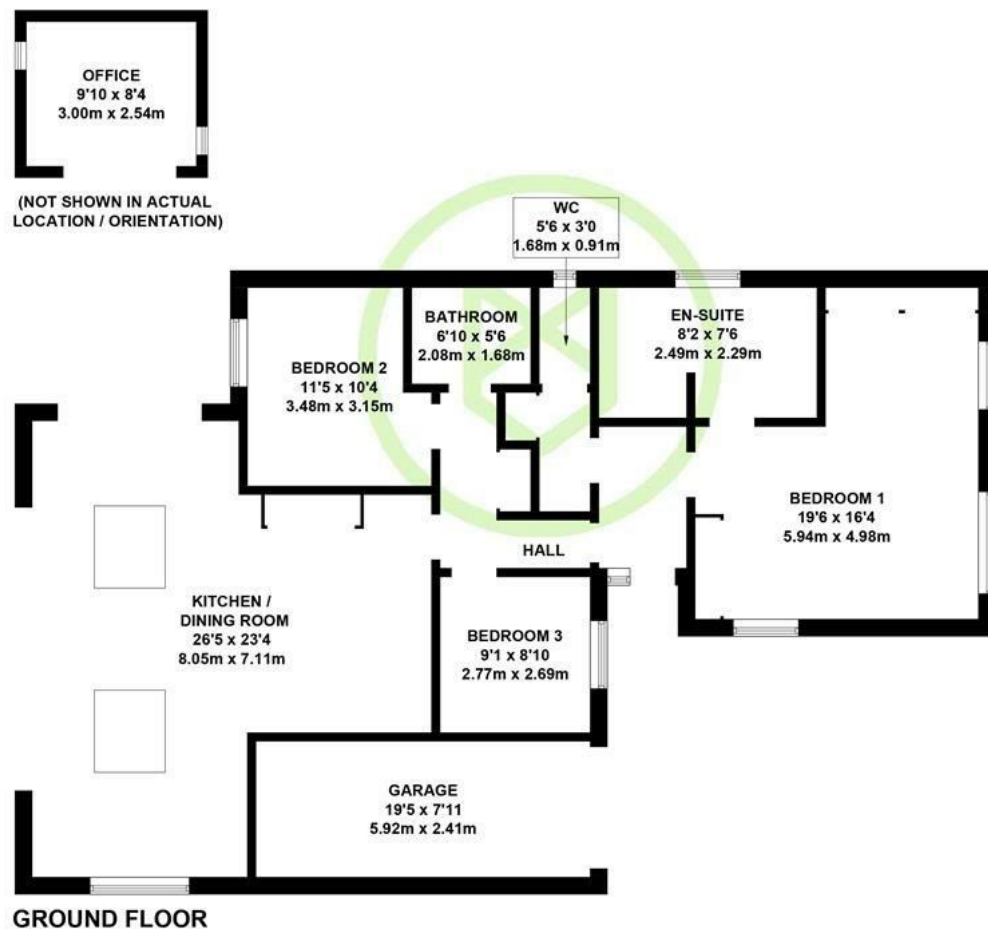 OFFICE
9'10 x 8'4
3.00m x 2.54m
(NOT SHOWN IN ACTUAL
LOCATION / ORIENTATION)
WC
5'6 x 3'0
1.68m x 0.91m
BATHROOM
6'10 x 5'6
2.08m x 1.68m
EN-SUITE
8'2 x 7'6
2.49m x 2.29m
BEDROOM 2
11'5 x 10'4
3.48m x 3.15m
BEDROOM 1
19'6 x 16'4
5.94m x 4.98m
HALL
KITCHEN /
DINING ROOM
26'5 x 23'4
8.05m x 7.11m
BEDROOM 3
9'1 x 8'10
2.77m x 2.69m
GARAGE
19'5 x 7'11
5.92m x 2.41m
GROUND FLOOR